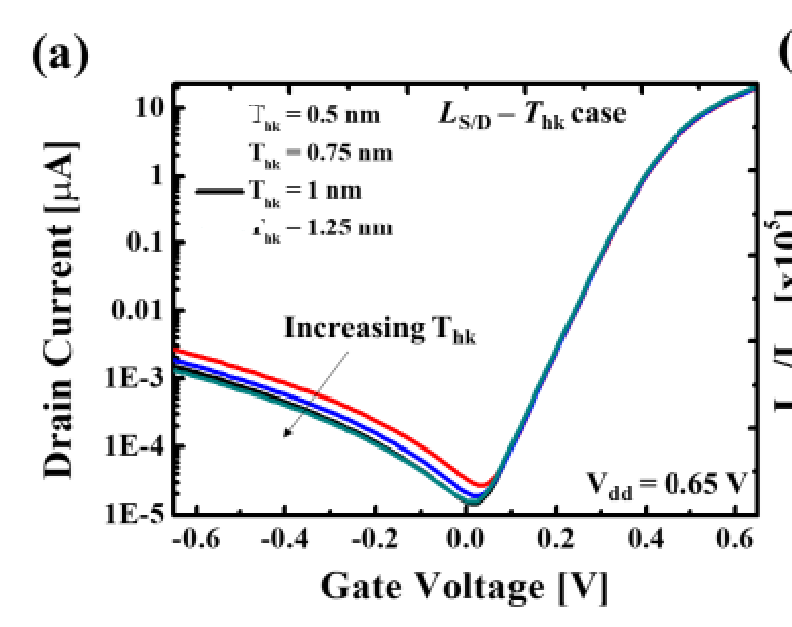 (a)
(
10
1
0.1
0.01
1E-3
1E-4
1E-5
Drain Current [μA]
T_hk = 0.5 nm
T_hk = 0.75 nm
T_hk = 1 nm
T_hk = 1.25 nm
L_S/D – T_hk case
Increasing T_hk
V_dd = 0.65 V
-0.6 -0.4 -0.2 0.0 0.2 0.4 0.6
Gate Voltage [V]
[x10^5]